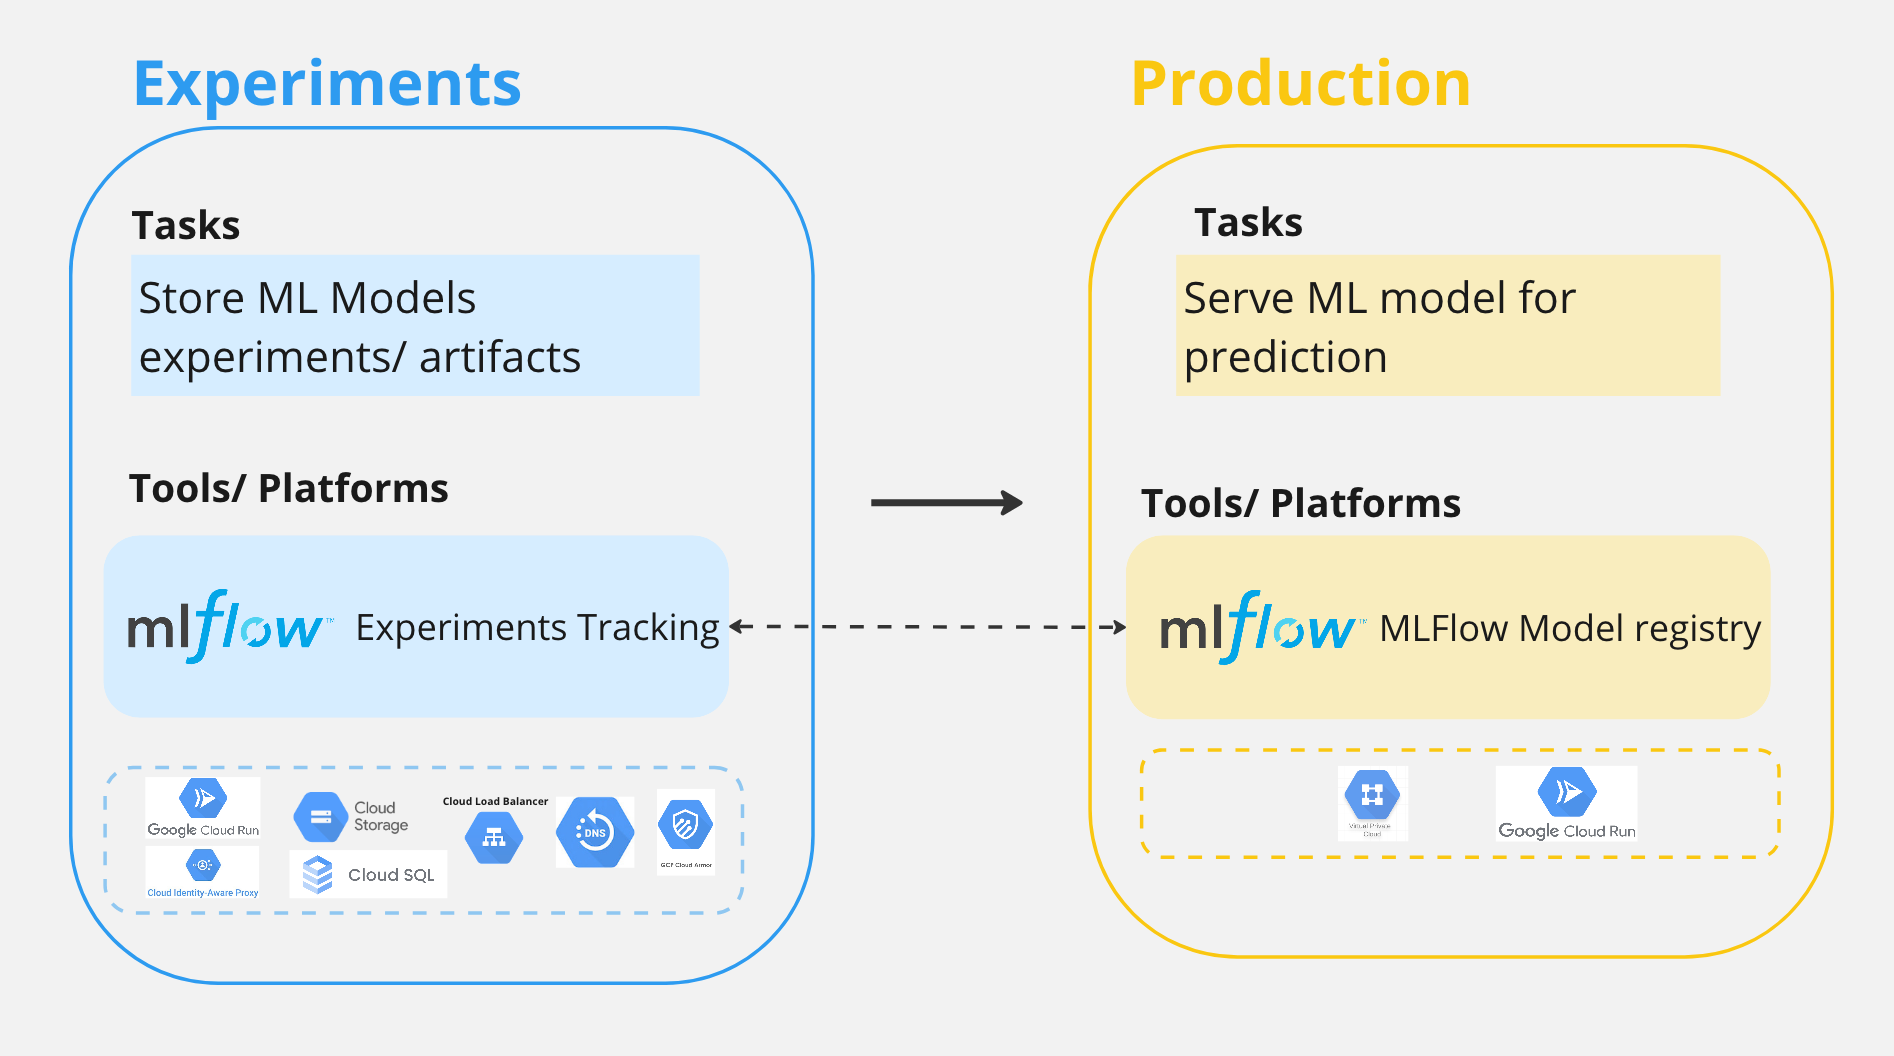 Experiments
Tasks
Store ML Models
experiments/ artifacts
Tools/ Platforms
mlflow™ Experiments Tracking
Google Cloud Run
Cloud Identity-Aware Proxy
Cloud
Storage
Cloud SQL
Cloud Load Balancer
DNS
GCP Cloud Armor
Production
Tasks
Serve ML model for
prediction
Tools/ Platforms
mlflow™ MLFlow Model registry
Virtual Private
Cloud
Google Cloud Run